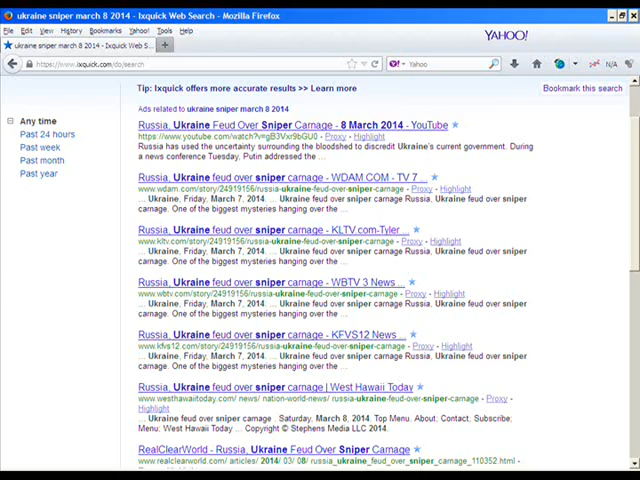 ukraine sniper march 8 2014 - Ixquick Web Search - Mozilla Firefox
File Edit View History Bookmarks Yahoo! Tools Help
YAHOO!
ukraine sniper march 8 2014 - Ixquick Web S...
https://www.ixquick.com/do/search
Yahoo
N/A
Tip: Ixquick offers more accurate results >> Learn more
Bookmark this search
Ads related to ukraine sniper march 8 2014
Any time
Past 24 hours
Past week
Past month
Past year
Russia, Ukraine Feud Over Sniper Carnage - 8 March 2014 - YouTube
https://www.youtube.com/watch?v=gB3Vxr9bGU0 - Proxy - Highlight
Russia has used the uncertainty surrounding the bloodshed to discredit Ukraine's current government. During
a news conference Tuesday, Putin addressed the ...
Russia, Ukraine feud over sniper carnage - WDAM.COM - TV 7 ...
www.wdam.com/story/24919156/russia-ukraine-feud-over-sniper-carnage - Proxy - Highlight
... Ukraine, Friday, March 7, 2014. ... Ukraine feud over sniper carnage Russia, Ukraine feud over sniper
carnage. One of the biggest mysteries hanging over the ...
Russia, Ukraine feud over sniper carnage - KLTV.com-Tyler ...
www.kltv.com/story/24919156/russia-ukraine-feud-over-sniper-carnage - Proxy - Highlight
... Ukraine, Friday, March 7, 2014. ... Ukraine feud over sniper carnage Russia, Ukraine feud over sniper
carnage. One of the biggest mysteries hanging over the ...
Russia, Ukraine feud over sniper carnage - WBTV 3 News ...
www.wbtv.com/story/24919156/russia-ukraine-feud-over-sniper-carnage - Proxy - Highlight
... Ukraine, Friday, March 7, 2014. ... Ukraine feud over sniper carnage Russia, Ukraine feud over sniper
carnage. One of the biggest mysteries hanging over the ...
Russia, Ukraine feud over sniper carnage - KFVS12 News ...
www.kfvs12.com/story/24919156/russia-ukraine-feud-over-sniper-carnage - Proxy - Highlight
... Ukraine, Friday, March 7, 2014. ... Ukraine feud over sniper carnage Russia, Ukraine feud over sniper
carnage. One of the biggest mysteries hanging over the ...
Russia, Ukraine feud over sniper carnage | West Hawaii Today
www.westhawaiitoday.com/ news/ nation-world-news/ russia-ukraine-feud-over-sniper-carnage - Proxy -
Highlight
... Ukraine feud over sniper carnage . Saturday, March 8, 2014. Top Menu. About; Contact; Subscribe;
Menu; West Hawaii Today ... Copyright © Stephens Media LLC 2014.
RealClearWorld - Russia, Ukraine Feud Over Sniper Carnage
www.realclearworld.com/ articles/ 2014/ 03/ 08/ russia_ukraine_feud_over_sniper_carnage_110352.html -